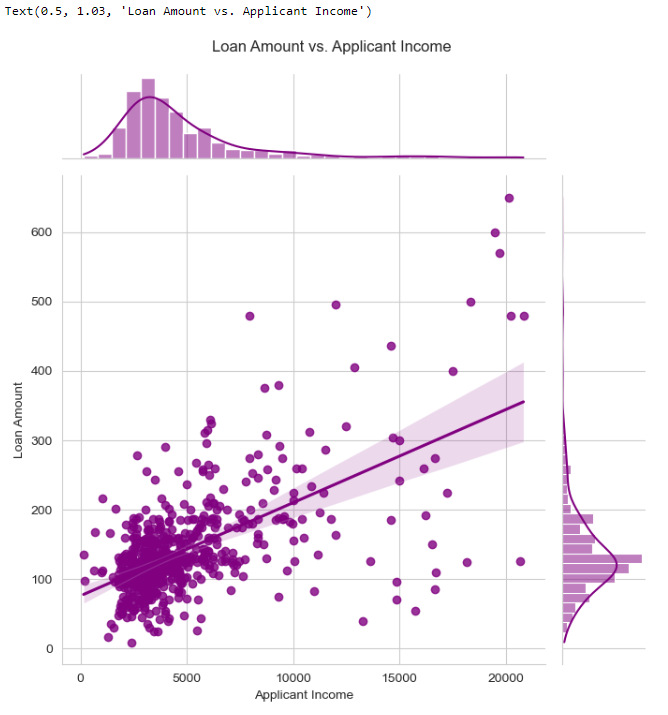 Text(0.5, 1.03, 'Loan Amount vs. Applicant Income')
Loan Amount vs. Applicant Income
600
500
400
300
200
100
0
Loan Amount
0 5000 10000 15000 20000
Applicant Income